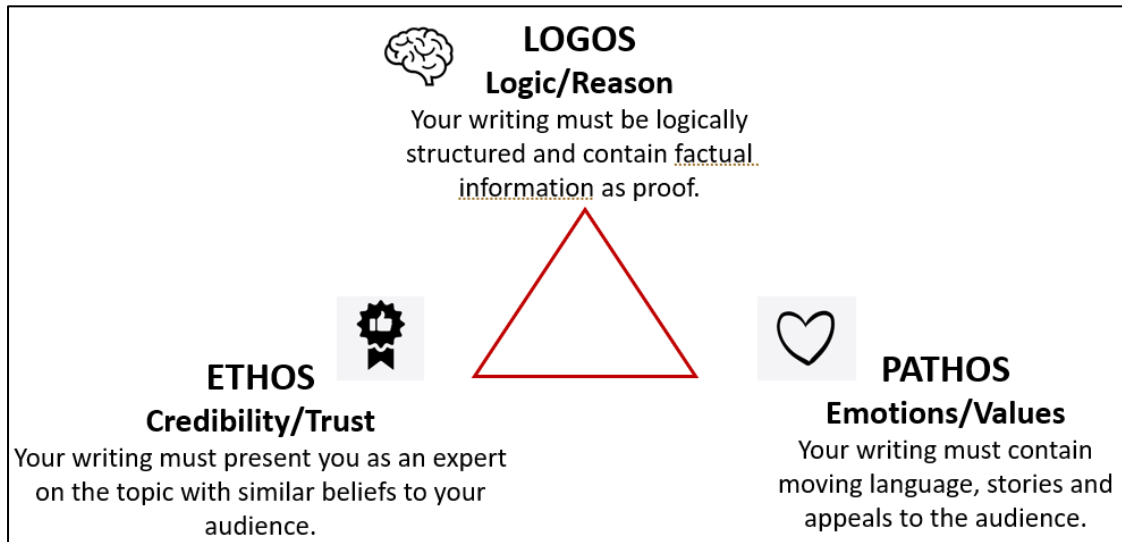 LOGOS
Logic/Reason
Your writing must be logically
structured and contain factual
information as proof.
ETHOS
Credibility/Trust
Your writing must present you as an expert
on the topic with similar beliefs to your
audience.
PATHOS
Emotions/Values
Your writing must contain
moving language, stories and
appeals to the audience.